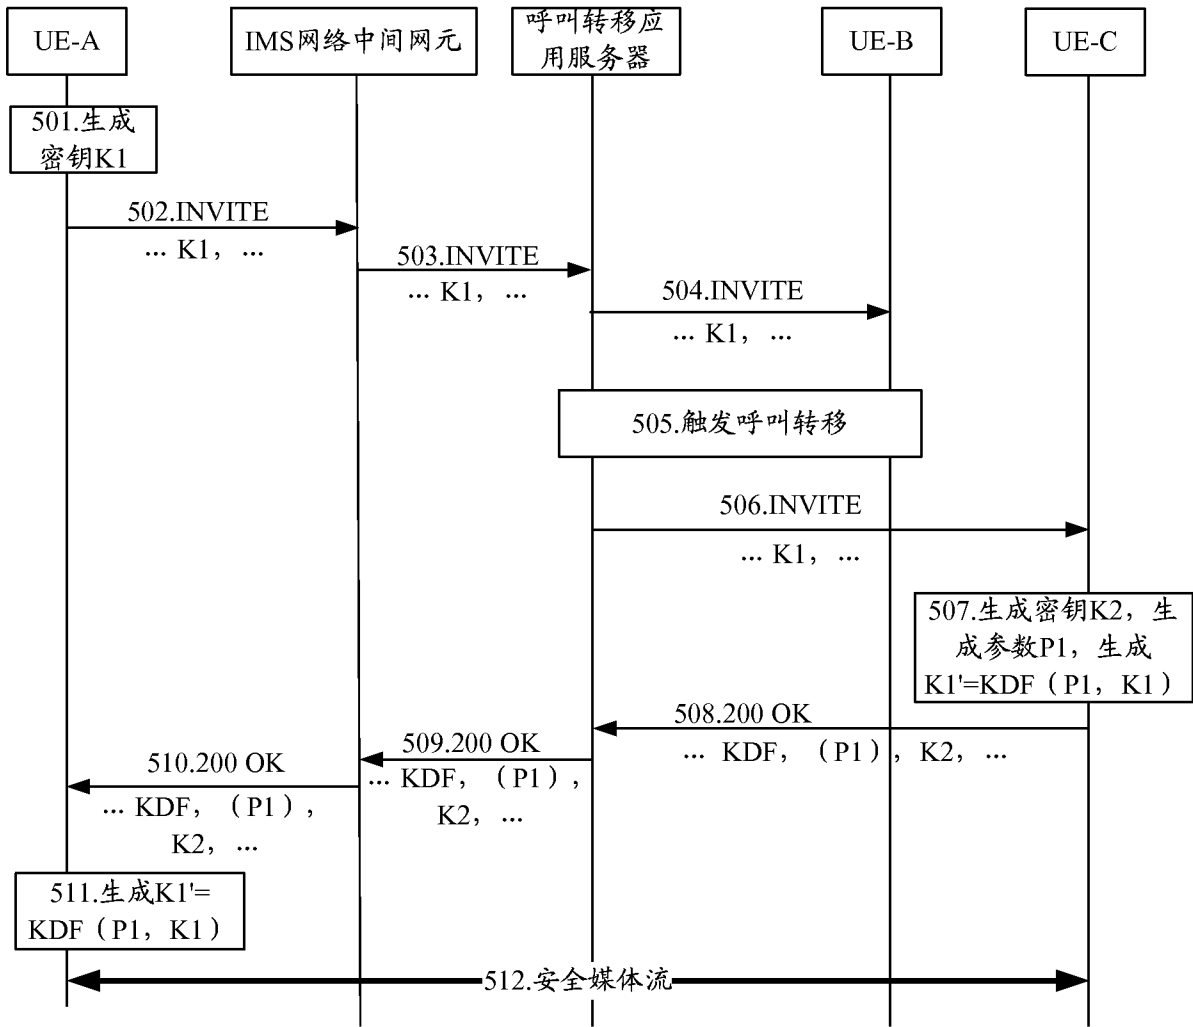 UE-A
IMS网络中间网元
呼叫转移应
用服务器
UE-B
UE-C
501.生成
密钥K1
502.INVITE
... K1，...
503.INVITE
... K1，...
504.INVITE
... K1，...
505.触发呼叫转移
506.INVITE
... K1，...
507.生成密钥K2，生
成参数P1，生成
K1'=KDF（P1，K1）
508.200 OK
... KDF，（P1），K2，...
509.200 OK
... KDF，（P1），
K2，...
510.200 OK
... KDF，（P1），
K2，...
511.生成K1'=
KDF（P1，K1）
512.安全媒体流